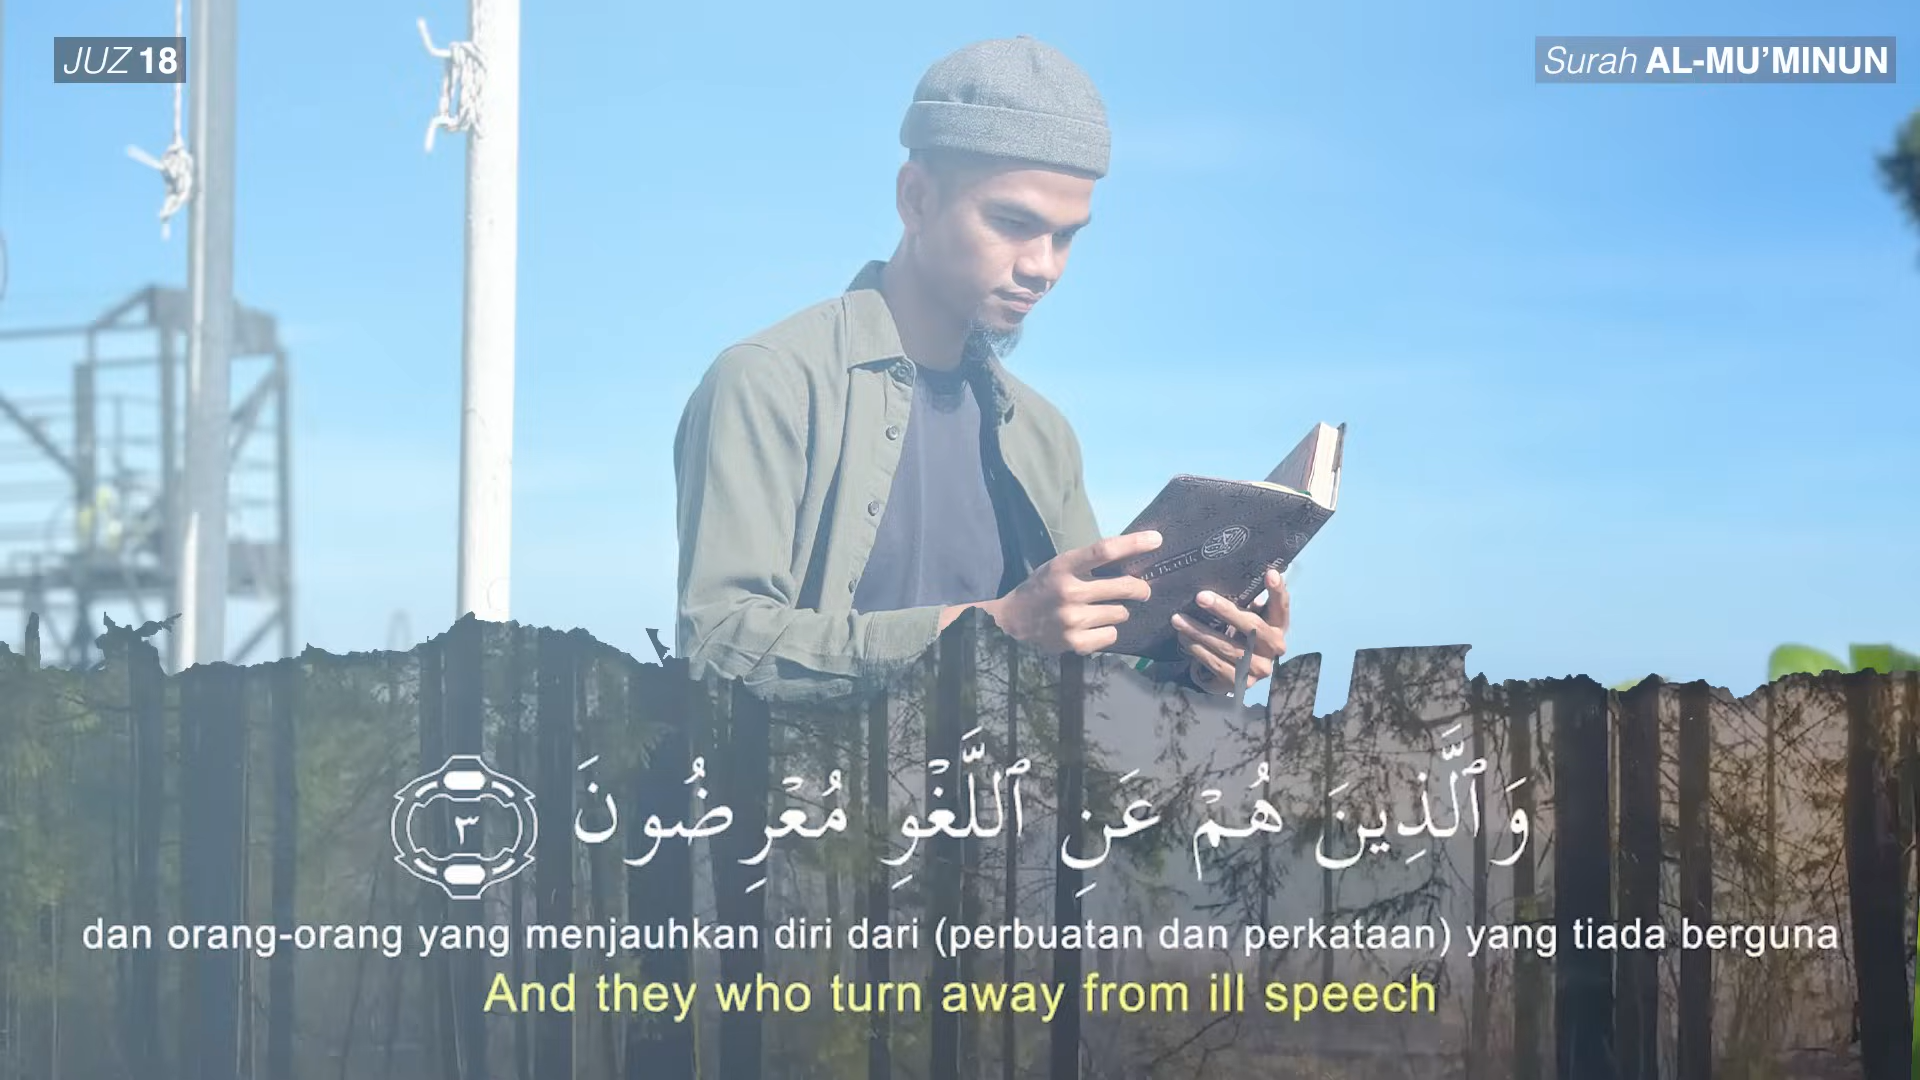 JUZ 18
Surah AL-MU’MINUN
وَٱلَّذِينَ هُمْ عَنِ ٱللَّغْوِ مُعْرِضُونَ ٣
dan orang-orang yang menjauhkan diri dari (perbuatan dan perkataan) yang tiada berguna
And they who turn away from ill speech